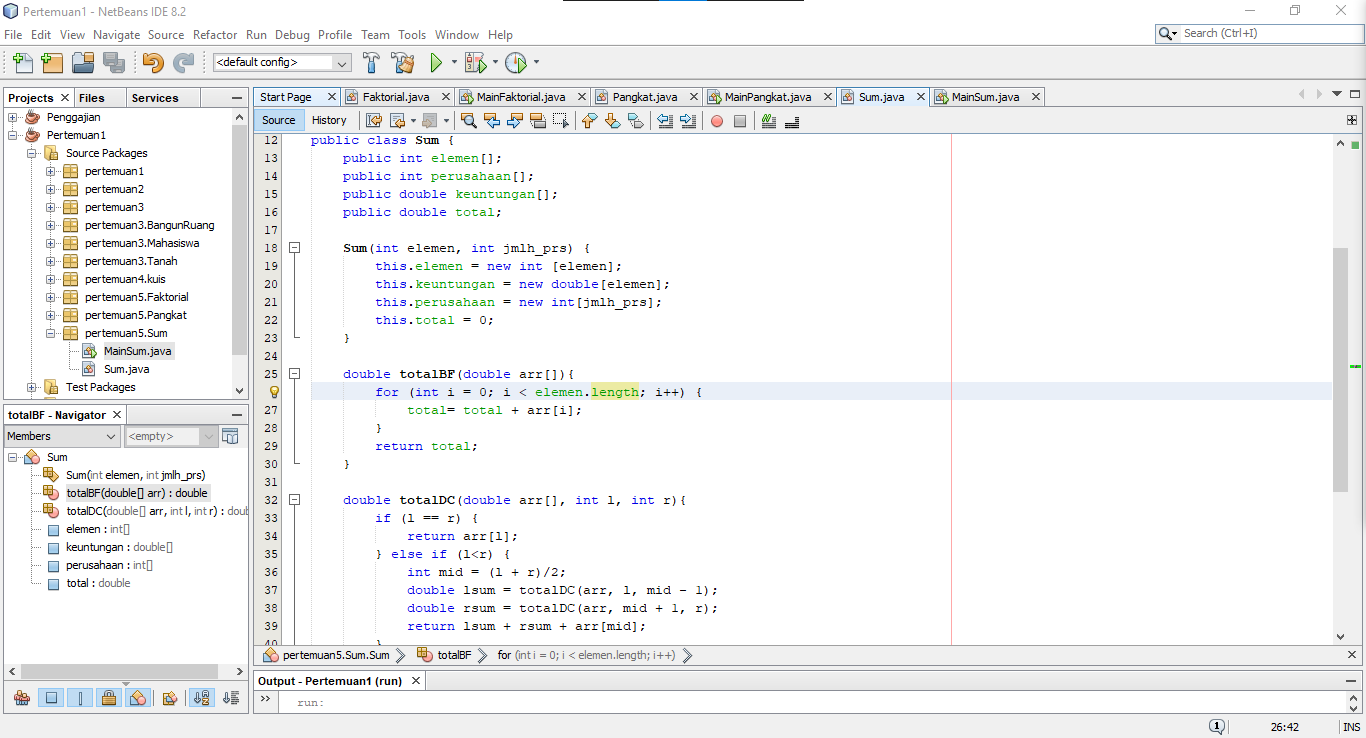 Pertemuan1 - NetBeans IDE 8.2
File Edit View Navigate Source Refactor Run Debug Profile Team Tools Window Help
Search (Ctrl+I)
<default config>
Projects Files Services
Penggajian
Pertemuan1
Source Packages
pertemuan1
pertemuan2
pertemuan3
pertemuan3.BangunRuang
pertemuan3.Mahasiswa
pertemuan3.Tanah
pertemuan4.kuis
pertemuan5.Faktorial
pertemuan5.Pangkat
pertemuan5.Sum
MainSum.java
Sum.java
Test Packages
totalBF - Navigator
Members <empty>
Sum
Sum(int elemen, int jmlh_prs)
totalBF(double[] arr) : double
totalDC(double[] arr, int l, int r) : doub
elemen : int[]
keuntungan : double[]
perusahaan : int[]
total : double
Start Page Faktorial.java MainFaktorial.java Pangkat.java MainPangkat.java Sum.java MainSum.java
Source History
12 public class Sum {
13 public int elemen[];
14 public int perusahaan[];
15 public double keuntungan[];
16 public double total;
17
18 Sum(int elemen, int jmlh_prs) {
19 this.elemen = new int [elemen];
20 this.keuntungan = new double[elemen];
21 this.perusahaan = new int[jmlh_prs];
22 this.total = 0;
23 }
24
25 double totalBF(double arr[]){
for (int i = 0; i < elemen.length; i++) {
27 total= total + arr[i];
28 }
29 return total;
30 }
31
32 double totalDC(double arr[], int l, int r){
33 if (l == r) {
34 return arr[l];
35 } else if (l<r) {
36 int mid = (l + r)/2;
37 double lsum = totalDC(arr, l, mid - 1);
38 double rsum = totalDC(arr, mid + 1, r);
39 return lsum + rsum + arr[mid];
40 }
pertemuan5.Sum.Sum totalBF for (int i = 0; i < elemen.length; i++)
Output - Pertemuan1 (run)
run:
1 26:42 INS